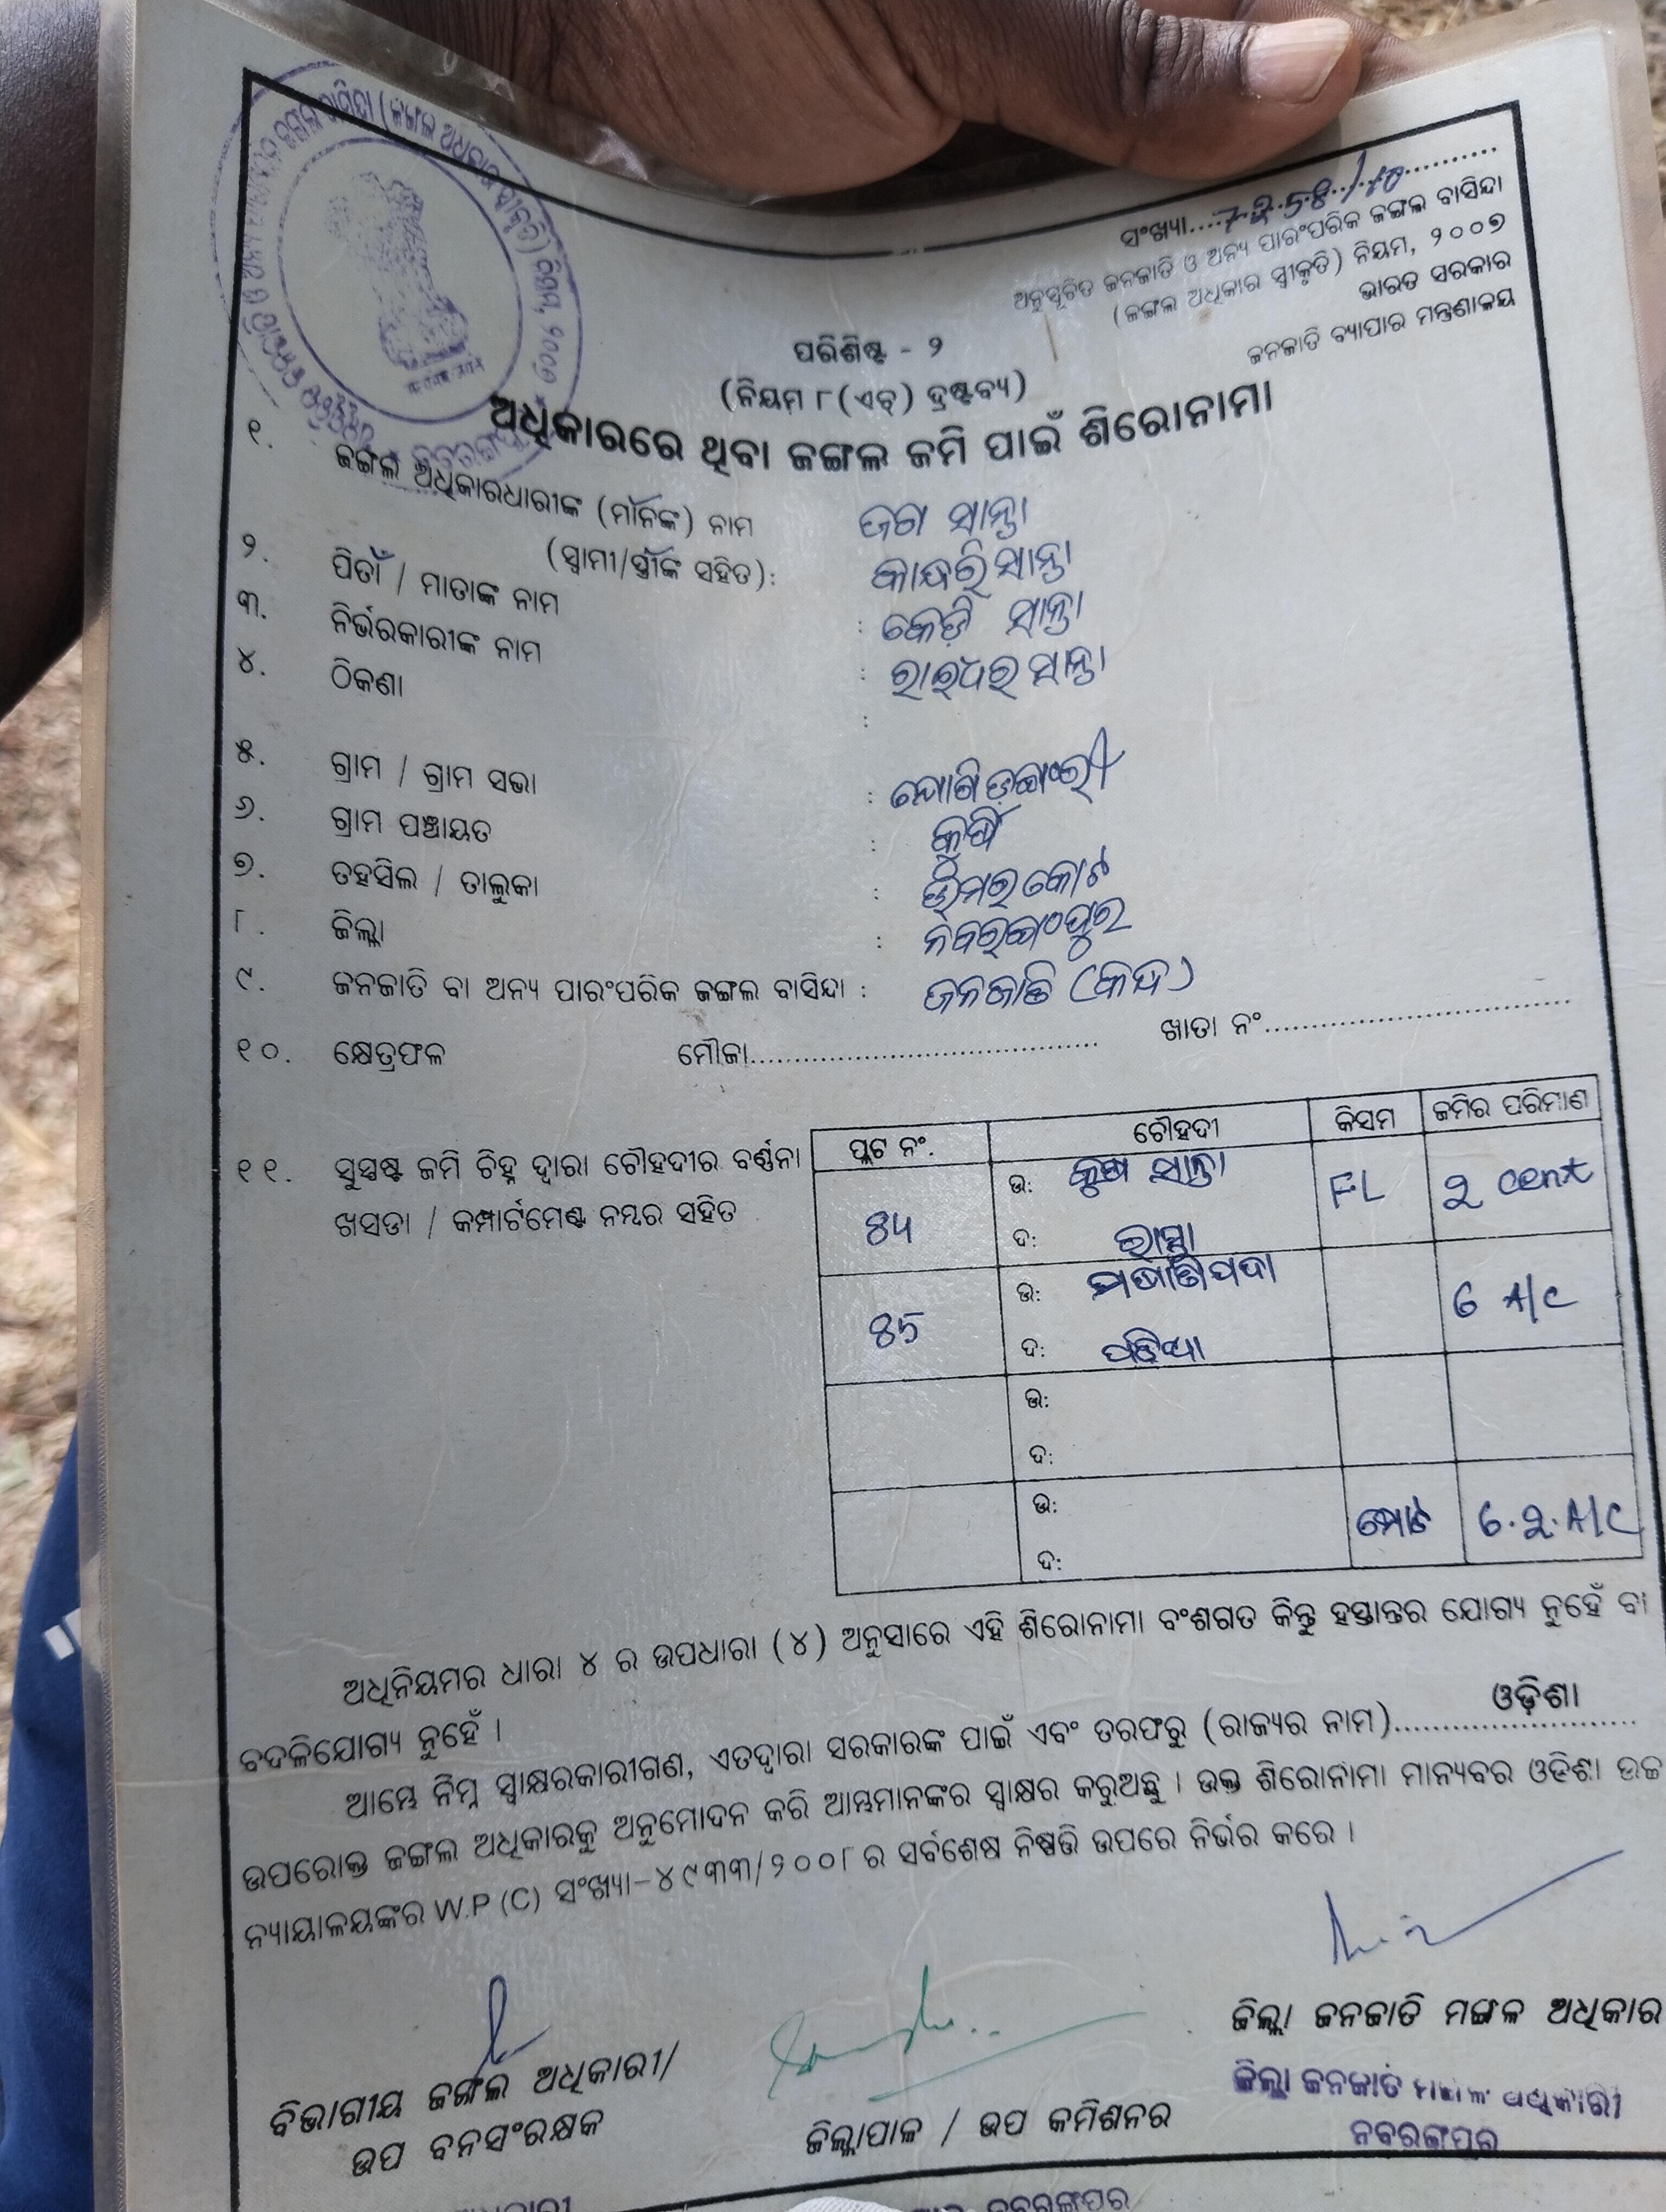 ସଂଖ୍ୟା....7258/10
ଅନୁସୂଚିତ ଜନଜାତି ଓ ଅନ୍ୟ ପାରଂପରିକ ଜଙ୍ଗଲ ବାସିନ୍ଦା
(ଜଙ୍ଗଲ ଅଧିକାର ସ୍ୱୀକୃତି) ନିୟମ, ୨୦୦୭
ଭାରତ ସରକାର
ଜନଜାତି ବ୍ୟାପାର ମନ୍ତ୍ରଣାଳୟ
ପରିଶିଷ୍ଟ - ୨
(ନିୟମ ୮(ଏଚ୍) ଦ୍ରଷ୍ଟବ୍ୟ)
ଅଧିକାରରେ ଥିବା ଜଙ୍ଗଲ ଜମି ପାଇଁ ଶିରୋନାମା
୧. ଜଙ୍ଗଲ ଅଧିକାରଧାରୀଙ୍କ (ମାନଙ୍କ) ନାମ ଜଗ ସାନ୍ତା
(ସ୍ୱାମୀ/ସ୍ତ୍ରୀଙ୍କ ସହିତ): କାନ୍ଦରି ସାନ୍ତା
୨. ପିତା / ମାତାଙ୍କ ନାମ : କେଡି ସାନ୍ତା
୩. ନିର୍ଭରକାରୀଙ୍କ ନାମ : ରାଇଧର ସାନ୍ତା
୪. ଠିକଣା :
୫. ଗ୍ରାମ / ଗ୍ରାମ ସଭା :
୬. ଗ୍ରାମ ପଞ୍ଚାୟତ :
୭. ତହସିଲ / ତାଲୁକା : ଉମରକୋଟ
୮. ଜିଲ୍ଲା : ନବରଙ୍ଗପୁର
୯. ଜନଜାତି ବା ଅନ୍ୟ ପାରଂପରିକ ଜଙ୍ଗଲ ବାସିନ୍ଦା : ଜନଜାତି (କନ୍ଧ)
୧୦. କ୍ଷେତ୍ରଫଳ ମୌଜା.................... ଖାତା ନଂ....................
୧୧. ସୁସ୍ପଷ୍ଟ ଜମି ଚିହ୍ନ ଦ୍ୱାରା ଚୌହଦୀର ବର୍ଣ୍ଣନା
ଖସଡା / କମ୍ପାର୍ଟମେଣ୍ଟ ନମ୍ବର ସହିତ
ପ୍ଲଟ ନଂ. ଚୌହଦୀ କିସମ ଜମିର ପରିମାଣ
ଉ: ସାନ୍ତା FL 2 cent
ଦ: ରାସ୍ତା
85 ଉ: 6 A/C
ଦ: ପଡିଆ
ଉ:
ଦ:
ଉ: ମୋଟ 6.2.A/C
ଦ:
ଅଧିନିୟମର ଧାରା ୪ ର ଉପଧାରା (୪) ଅନୁସାରେ ଏହି ଶିରୋନାମା ବଂଶଗତ କିନ୍ତୁ ହସ୍ତାନ୍ତର ଯୋଗ୍ୟ ନୁହେଁ ବା
ବଦଳିଯୋଗ୍ୟ ନୁହେଁ ।
ଆମ୍ଭେ ନିମ୍ନ ସ୍ୱାକ୍ଷରକାରୀଗଣ, ଏତଦ୍ୱାରା ସରକାରଙ୍କ ପାଇଁ ଏବଂ ତରଫରୁ (ରାଜ୍ୟର ନାମ)......ଓଡ଼ିଶା......
ଉପରୋକ୍ତ ଜଙ୍ଗଲ ଅଧିକାରକୁ ଅନୁମୋଦନ କରି ଆମ୍ଭମାନଙ୍କର ସ୍ୱାକ୍ଷର କରୁଅଛୁ । ଉକ୍ତ ଶିରୋନାମା ମାନ୍ୟବର ଓଡିଶା ଉଚ୍ଚ
ନ୍ୟାୟାଳୟଙ୍କର W.P (C) ସଂଖ୍ୟା-୪୯୩୩/୨୦୦୮ ର ସର୍ବଶେଷ ନିଷ୍ପତ୍ତି ଉପରେ ନିର୍ଭର କରେ ।
ବିଭାଗୀୟ ଜଙ୍ଗଲ ଅଧିକାରୀ/
ଉପ ବନସଂରକ୍ଷକ
ଜିଲ୍ଲାପାଳ / ଉପ କମିଶନର
ଜିଲ୍ଲା ଜନଜାତି ମଙ୍ଗଳ ଅଧିକାର
ଜିଲ୍ଲା ଜନଜାତି ମଙ୍ଗଳ ଅଧିକାରୀ
ନବରଙ୍ଗପୁର
ନବରଙ୍ଗପୁର